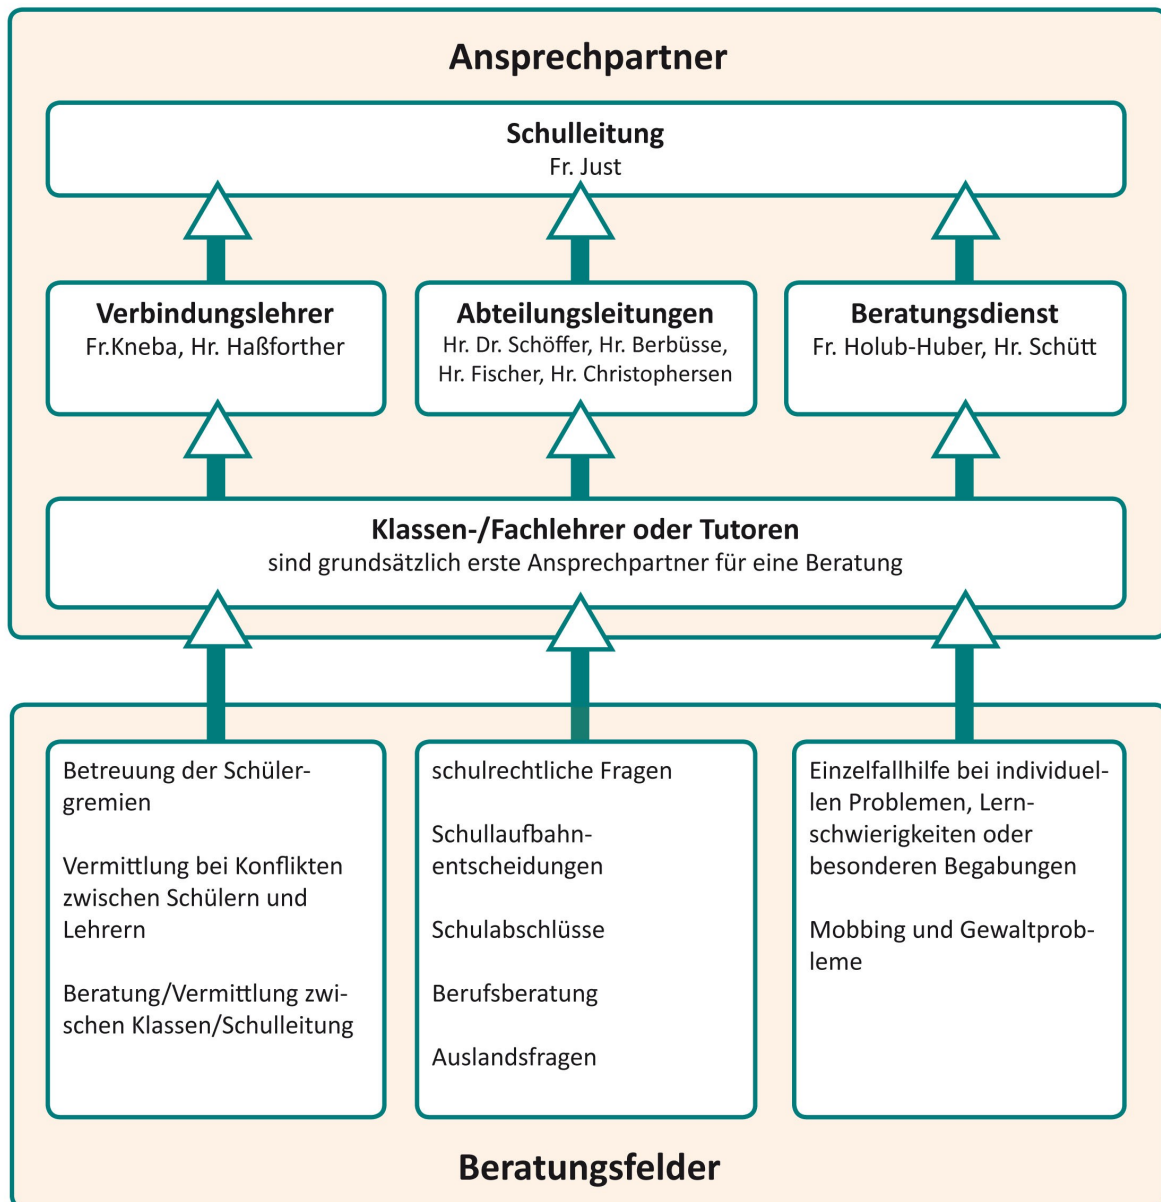 Ansprechpartner
Schulleitung
Fr. Just
Verbindungslehrer
Fr.Kneba, Hr. Haßforther
Abteilungsleitungen
Hr. Dr. Schöffer, Hr. Berbüsse,
Hr. Fischer, Hr. Christophersen
Beratungsdienst
Fr. Holub-Huber, Hr. Schütt
Klassen-/Fachlehrer oder Tutoren
sind grundsätzlich erste Ansprechpartner für eine Beratung
Betreuung der Schüler-
gremien
Vermittlung bei Konflikten
zwischen Schülern und
Lehrern
Beratung/Vermittlung zwi-
schen Klassen/Schulleitung
schulrechtliche Fragen
Schullaufbahn-
entscheidungen
Schulabschlüsse
Berufsberatung
Auslandsfragen
Einzelfallhilfe bei individuel-
len Problemen, Lern-
schwierigkeiten oder
besonderen Begabungen
Mobbing und Gewaltprob-
leme
Beratungsfelder